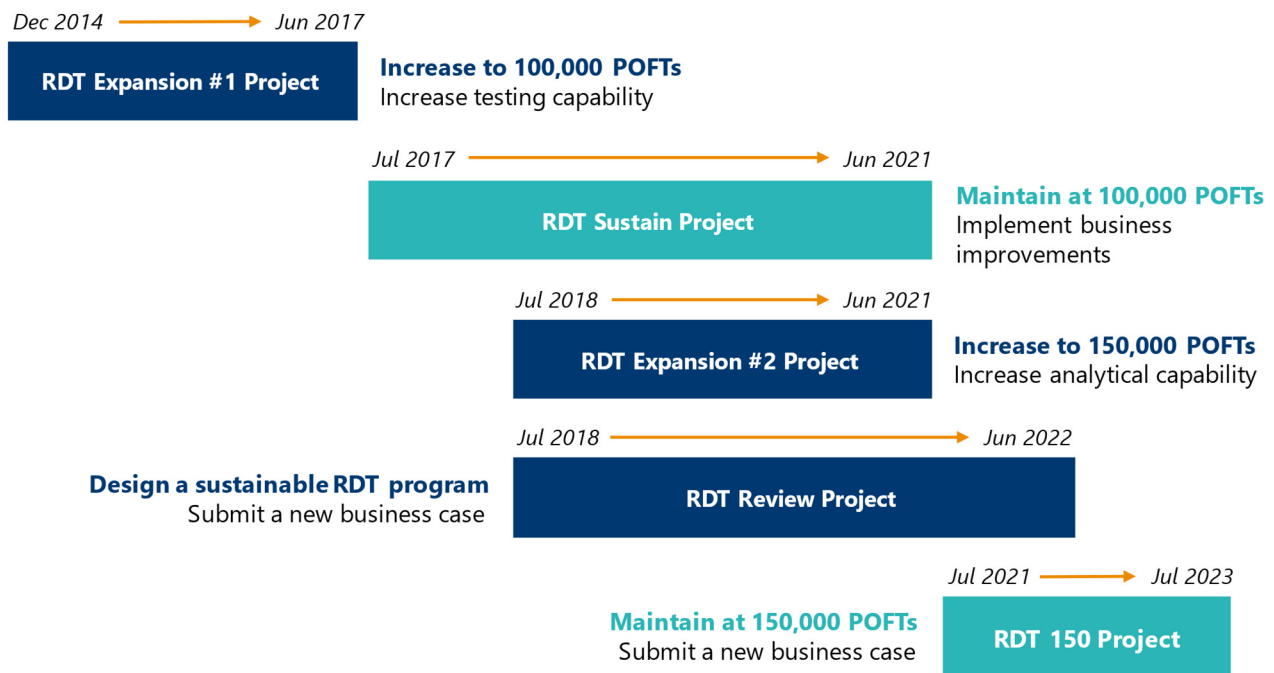 Dec 2014 Jun 2017
RDT Expansion #1 Project
Increase to 100,000 POFTs
Increase testing capability
Jul 2017 Jun 2021
RDT Sustain Project
Maintain at 100,000 POFTs
Implement business
improvements
Jul 2018 Jun 2021
RDT Expansion #2 Project
Increase to 150,000 POFTs
Increase analytical capability
Jul 2018 Jun 2022
Design a sustainable RDT program
Submit a new business case
RDT Review Project
Jul 2021 Jul 2023
Maintain at 150,000 POFTs
Submit a new business case
RDT 150 Project